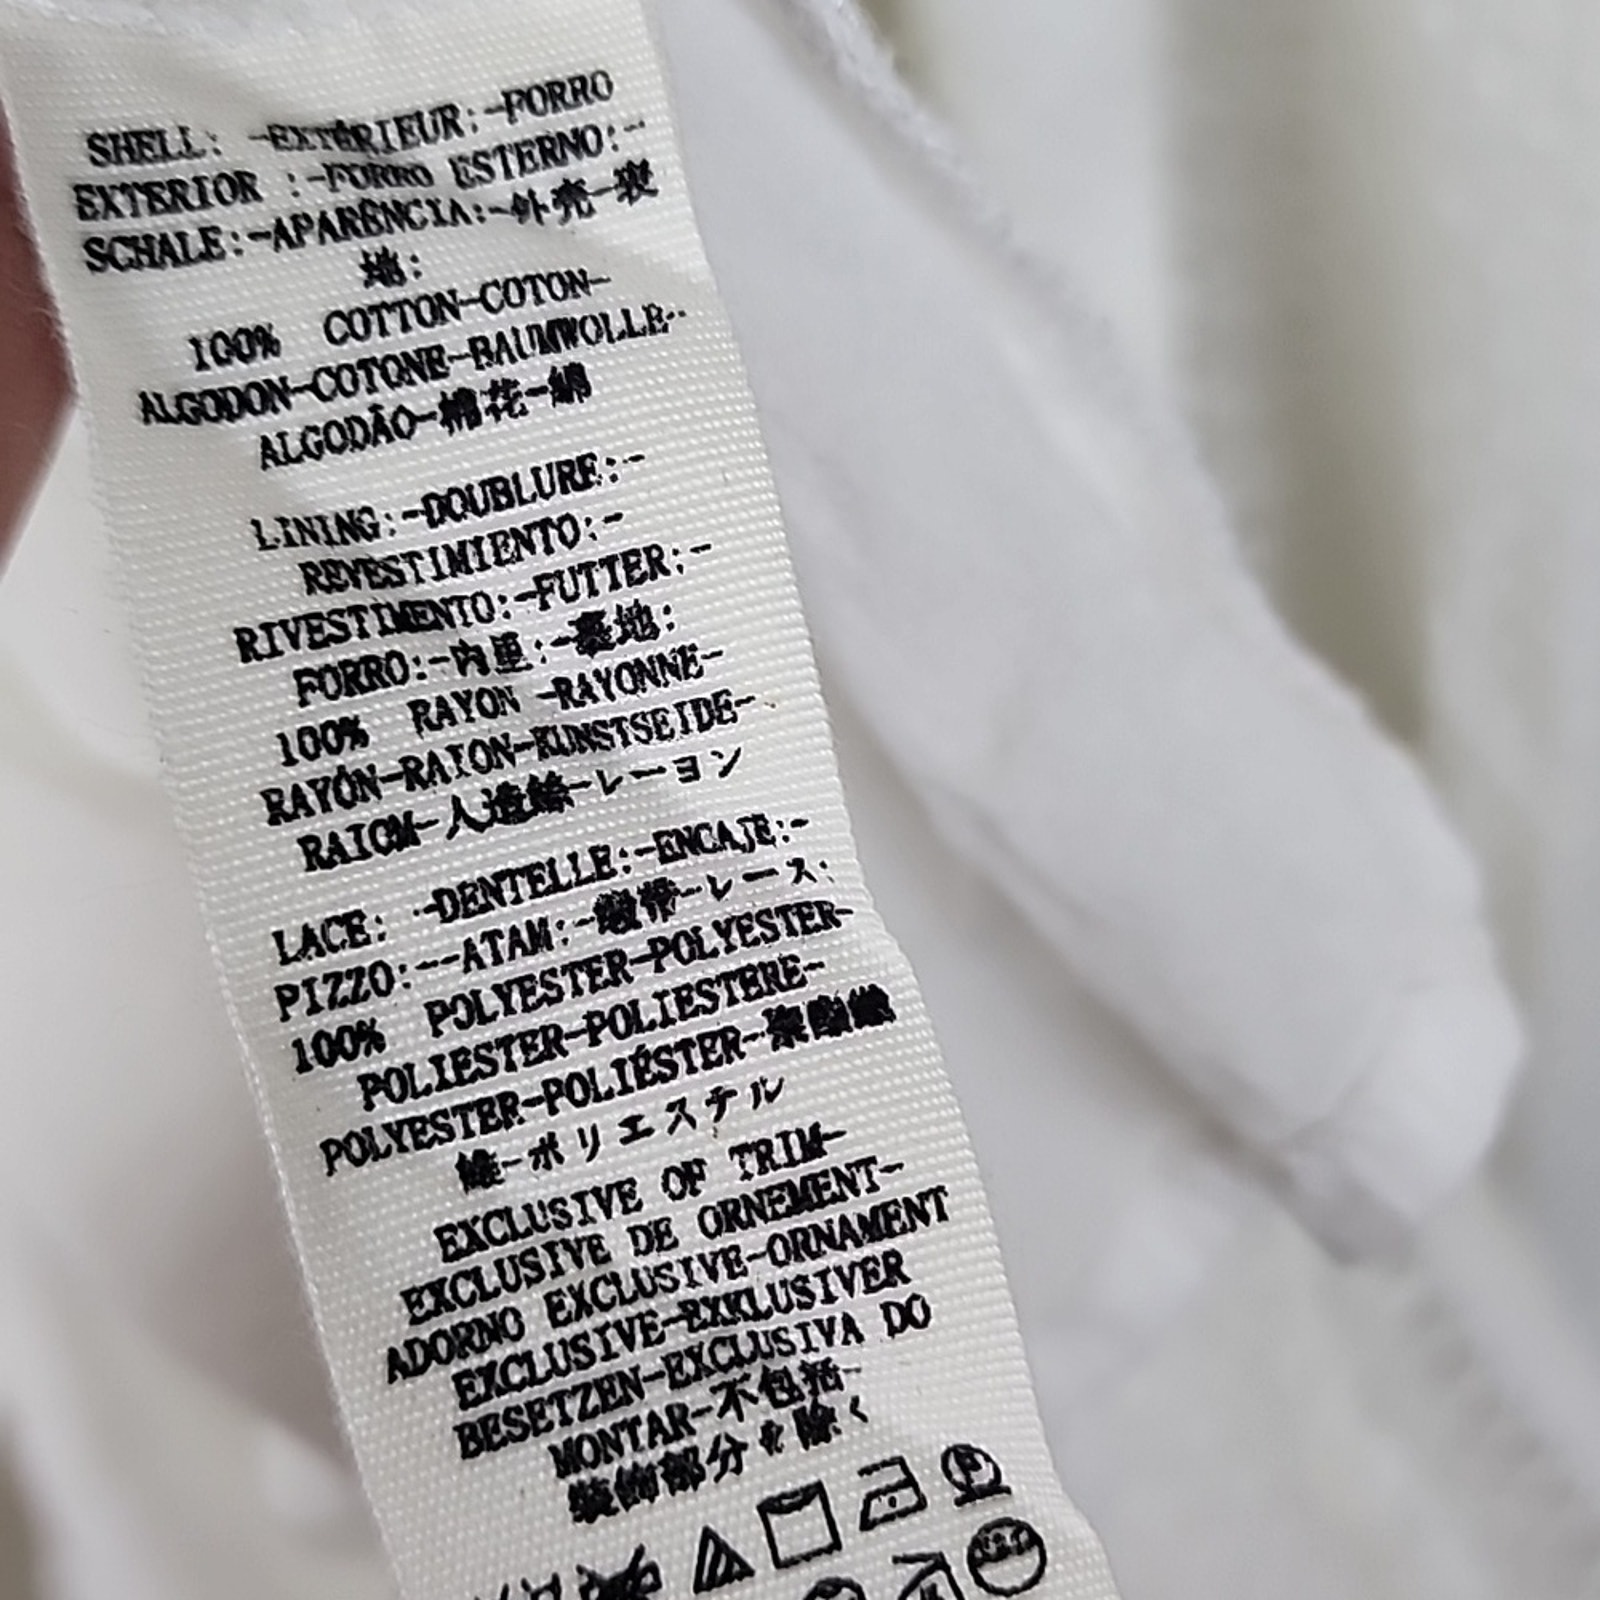 SHELL: -EXTÉRIEUR:-FORRO
EXTERIOR :-FORRO ESTERNO:-
SCHALE:-APARÊNCIA:-外壳-表
地:
100% COTTON-COTON-
ALGODON-COTONE-BAUMWOLLE-
ALGODÃO-棉花-綿
LINING:-DOUBLURE:-
REVESTIMIENTO:-
RIVESTIMENTO:-FUTTER:-
FORRO:-内里:-裏地:
100% RAYON -RAYONNE-
RAYÓN-RAION-KUNSTSEIDE-
RAIOM-人造絲-レーヨン
LACE: -DENTELLE:-ENCAJE:-
PIZZO:--ATAM:-緞帶-レース:
100% POLYESTER-POLYESTER-
POLIESTER-POLIESTERE-
POLYESTER-POLIÉSTER-聚酯纖
維-ポリエステル
EXCLUSIVE OF TRIM-
EXCLUSIVE DE ORNEMENT-
ADORNO EXCLUSIVE-ORNAMENT
EXCLUSIVE-EXKLUSIVER
BESETZEN-EXCLUSIVA DO
MONTAR-不包括-
装飾部分を除く
P